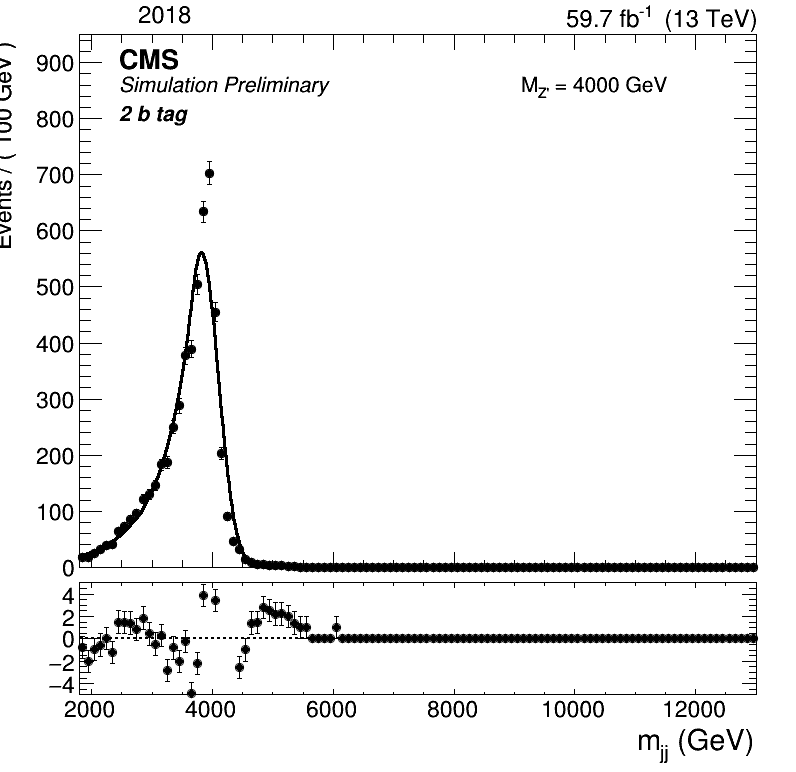 2018
59.7 fb-1 (13 TeV)
CMS
Simulation Preliminary
2 b tag
MZ' = 4000 GeV
Events / ( 100 GeV )
900
800
700
600
500
400
300
200
100
0
4
2
0
−2
−4
2000 4000 6000 8000 10000 12000
mjj (GeV)